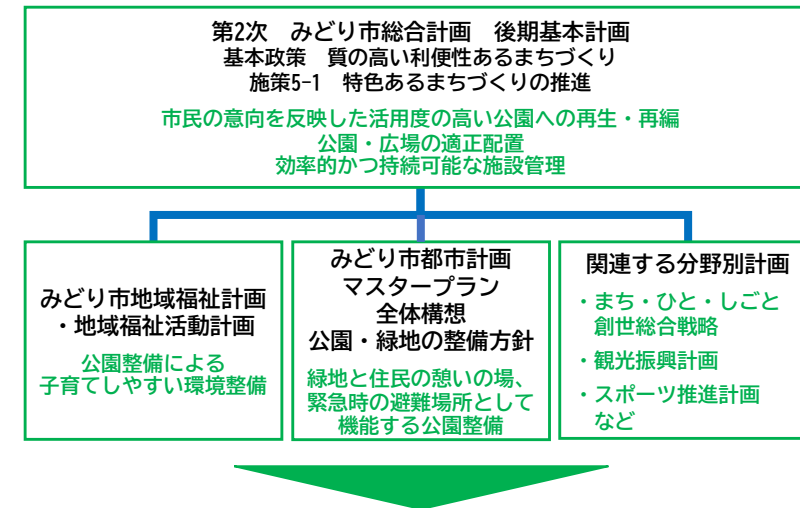 第2次　みどり市総合計画　後期基本計画
基本政策　質の高い利便性あるまちづくり
施策5-1　特色あるまちづくりの推進
市民の意向を反映した活用度の高い公園への再生・再編
公園・広場の適正配置
効率的かつ持続可能な施設管理
みどり市地域福祉計画
・地域福祉活動計画
公園整備による
子育てしやすい環境整備
みどり市都市計画
マスタープラン
全体構想
公園・緑地の整備方針
緑地と住民の憩いの場、
緊急時の避難場所として
機能する公園整備
関連する分野別計画
・まち・ひと・しごと
創世総合戦略
・観光振興計画
・スポーツ推進計画
など